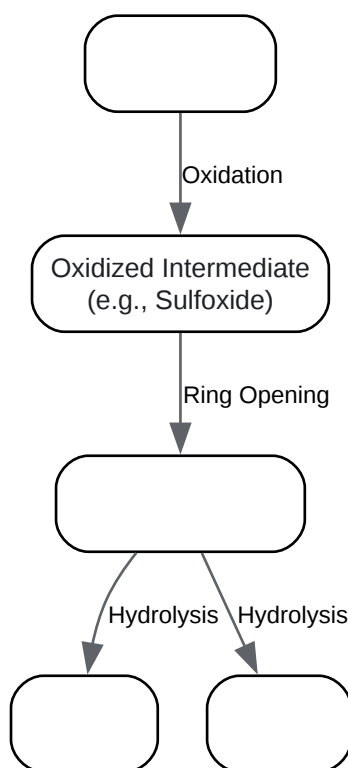 Oxidation
Oxidized Intermediate
(e.g., Sulfoxide)
Ring Opening
Hydrolysis
Hydrolysis